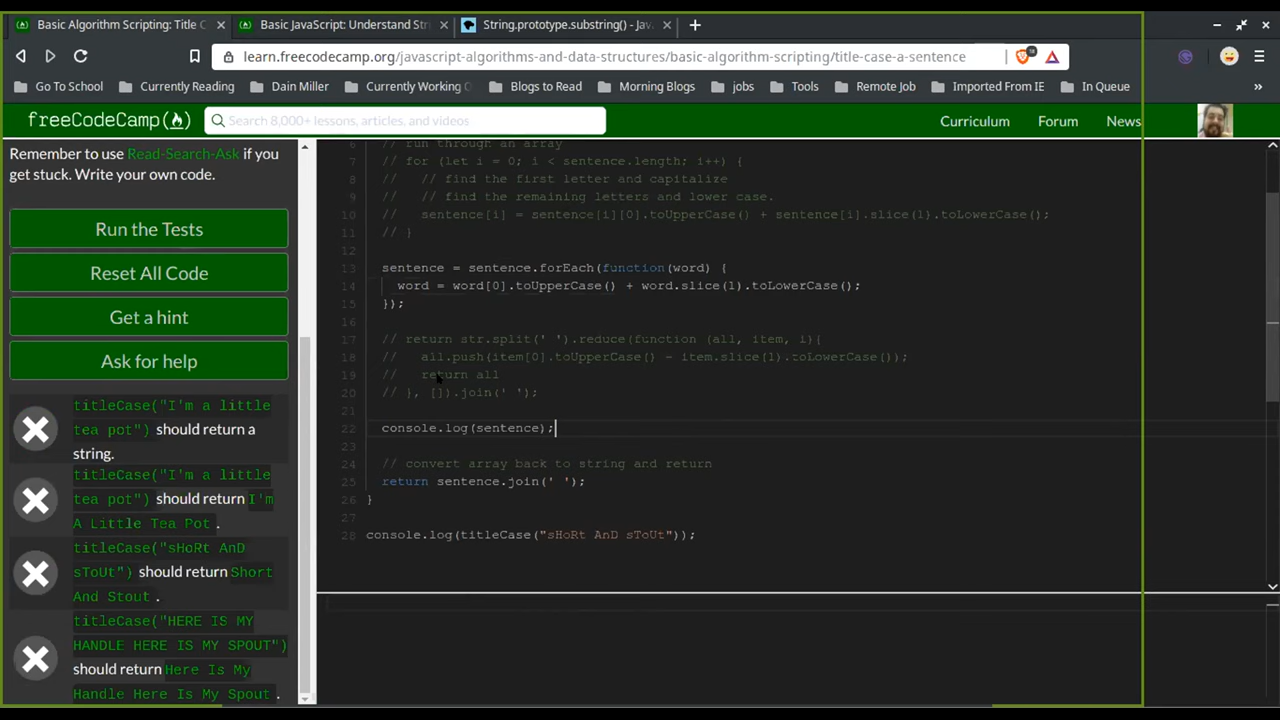 Basic Algorithm Scripting: Title C
Basic JavaScript: Understand Str
String.prototype.substring() - Jav
learn.freecodecamp.org/javascript-algorithms-and-data-structures/basic-algorithm-scripting/title-case-a-sentence
18
Go To School
Currently Reading
Dain Miller
Currently Working O
Blogs to Read
Morning Blogs
jobs
Tools
Remote Job
Imported From IE
In Queue
»
freeCodeCamp
Search 8,000+ lessons, articles, and videos
Curriculum
Forum
News
Remember to use Read-Search-Ask if you
get stuck. Write your own code.
Run the Tests
Reset All Code
Get a hint
Ask for help
titleCase("I'm a little
tea pot") should return a
string.
titleCase("I'm a little
tea pot") should return I'm
A Little Tea Pot.
titleCase("sHoRt AnD
sToUt") should return Short
And Stout.
titleCase("HERE IS MY
HANDLE HERE IS MY SPOUT")
should return Here Is My
Handle Here Is My Spout.
6 // run through an array
7 // for (let i = 0; i < sentence.length; i++) {
8 //   // find the first letter and capitalize
9 //   // find the remaining letters and lower case.
10 //   sentence[i] = sentence[i][0].toUpperCase() + sentence[i].slice(1).toLowerCase();
11 // }
12
13 sentence = sentence.forEach(function(word) {
14   word = word[0].toUpperCase() + word.slice(1).toLowerCase();
15 });
16
17 // return str.split(' ').reduce(function (all, item, i){
18 //   all.push(item[0].toUpperCase() + item.slice(1).toLowerCase());
19 //   return all
20 // }, []).join(' ');
21
22 console.log(sentence);
23
24 // convert array back to string and return
25 return sentence.join(' ');
26 }
27
28 console.log(titleCase("sHoRt AnD sToUt"));